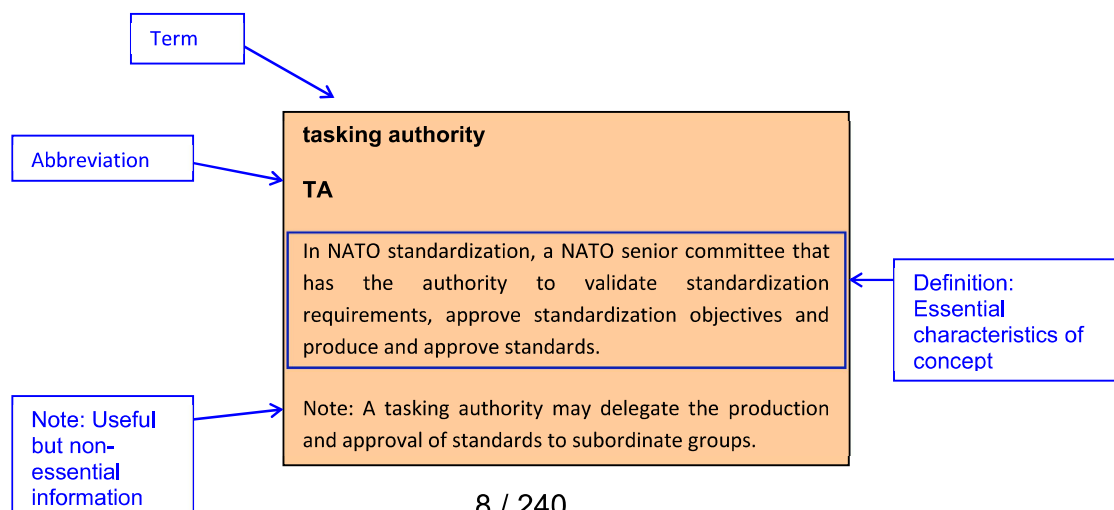 Term
Abbreviation
tasking authority
TA
In NATO standardization, a NATO senior committee that
has the authority to validate standardization
requirements, approve standardization objectives and
produce and approve standards.
Definition:
Essential
characteristics of
concept
Note: Useful
but non-
essential
information
Note: A tasking authority may delegate the production
and approval of standards to subordinate groups.
8 / 240